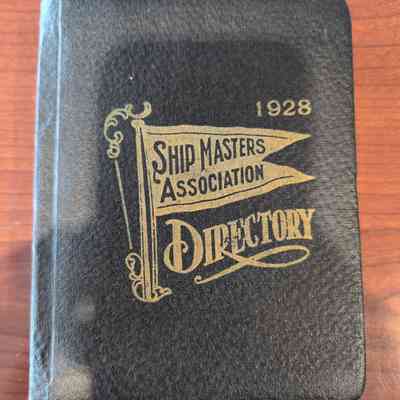 1928
SHIP MASTERS
ASSOCIATION
DIRECTORY